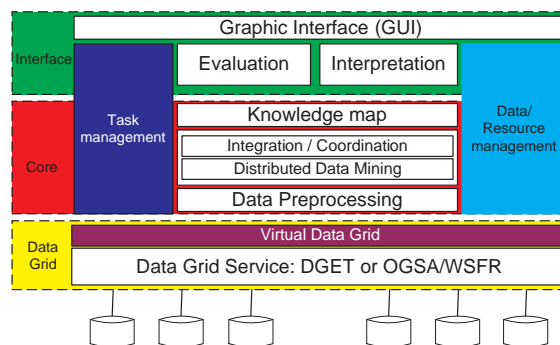 Graphic Interface (GUI)
Interface
Evaluation
Interpretation
Task
management
Data/
Resource
management
Core
Knowledge map
Integration / Coordination
Distributed Data Mining
Data Preprocessing
Data
Grid
Virtual Data Grid
Data Grid Service: DGET or OGSA/WSFR